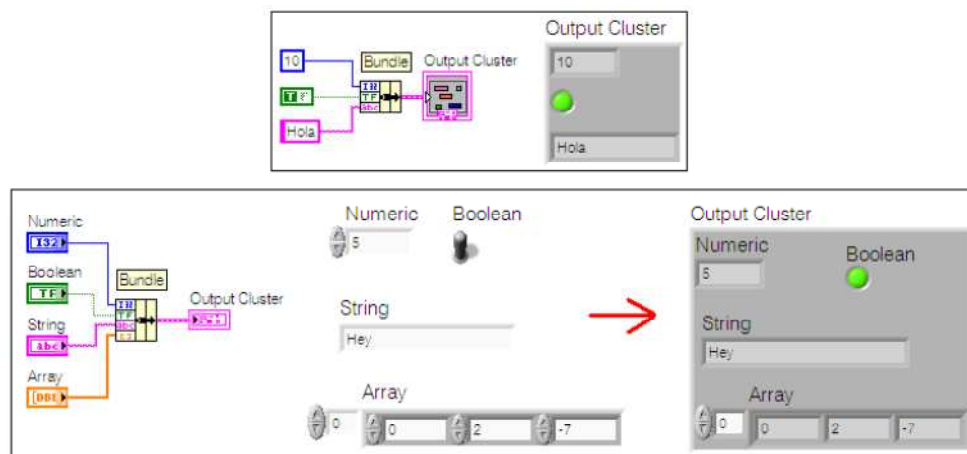 Output Cluster
10
Bundle
Output Cluster
10
T F
abc
Hola
Hola
Numeric
I32
Boolean
TF
Bundle
String
abc
Output Cluster
Array
[DBL
Numeric
5
Boolean
String
Hey
Array
0
0
2
-7
Output Cluster
Numeric
5
Boolean
String
Hey
Array
0
0
2
-7